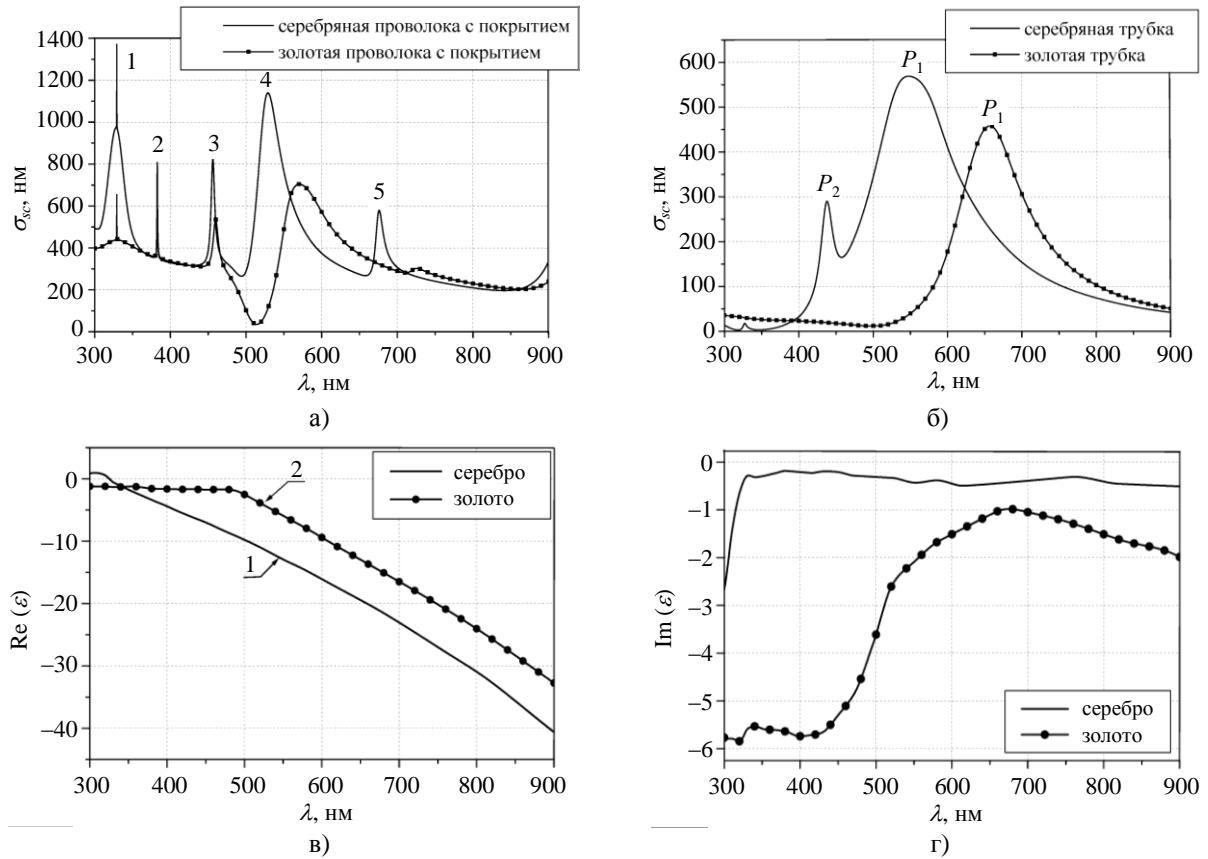 серебряная проволока с покрытием
золотая проволока с покрытием
1400
1200
1000
800
600
400
200
0
σsc, нм
1
2
3
4
5
300 400 500 600 700 800 900
λ, нм
а)
серебряная трубка
золотая трубка
600
550
450
400
300
200
150
50
0
σsc, нм
P2
P1
P1
300 400 500 600 700 800 900
λ, нм
б)
0
−10
−20
−30
−40
Re (ε)
серебро
золото
2
1
300 400 500 600 700 800 900
λ, нм
в)
0
−1
−2
−3
−4
−5
−6
Im (ε)
серебро
золото
300 400 500 600 700 800 900
λ, нм
г)